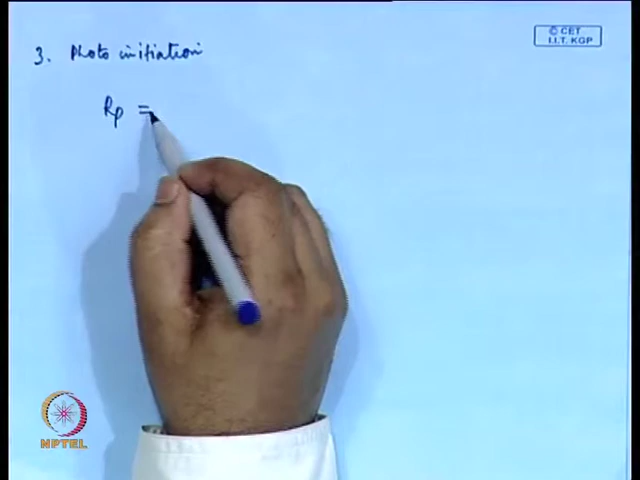 © CET
I.I.T. KGP
3. Photo initiation
Rp =
NPTEL